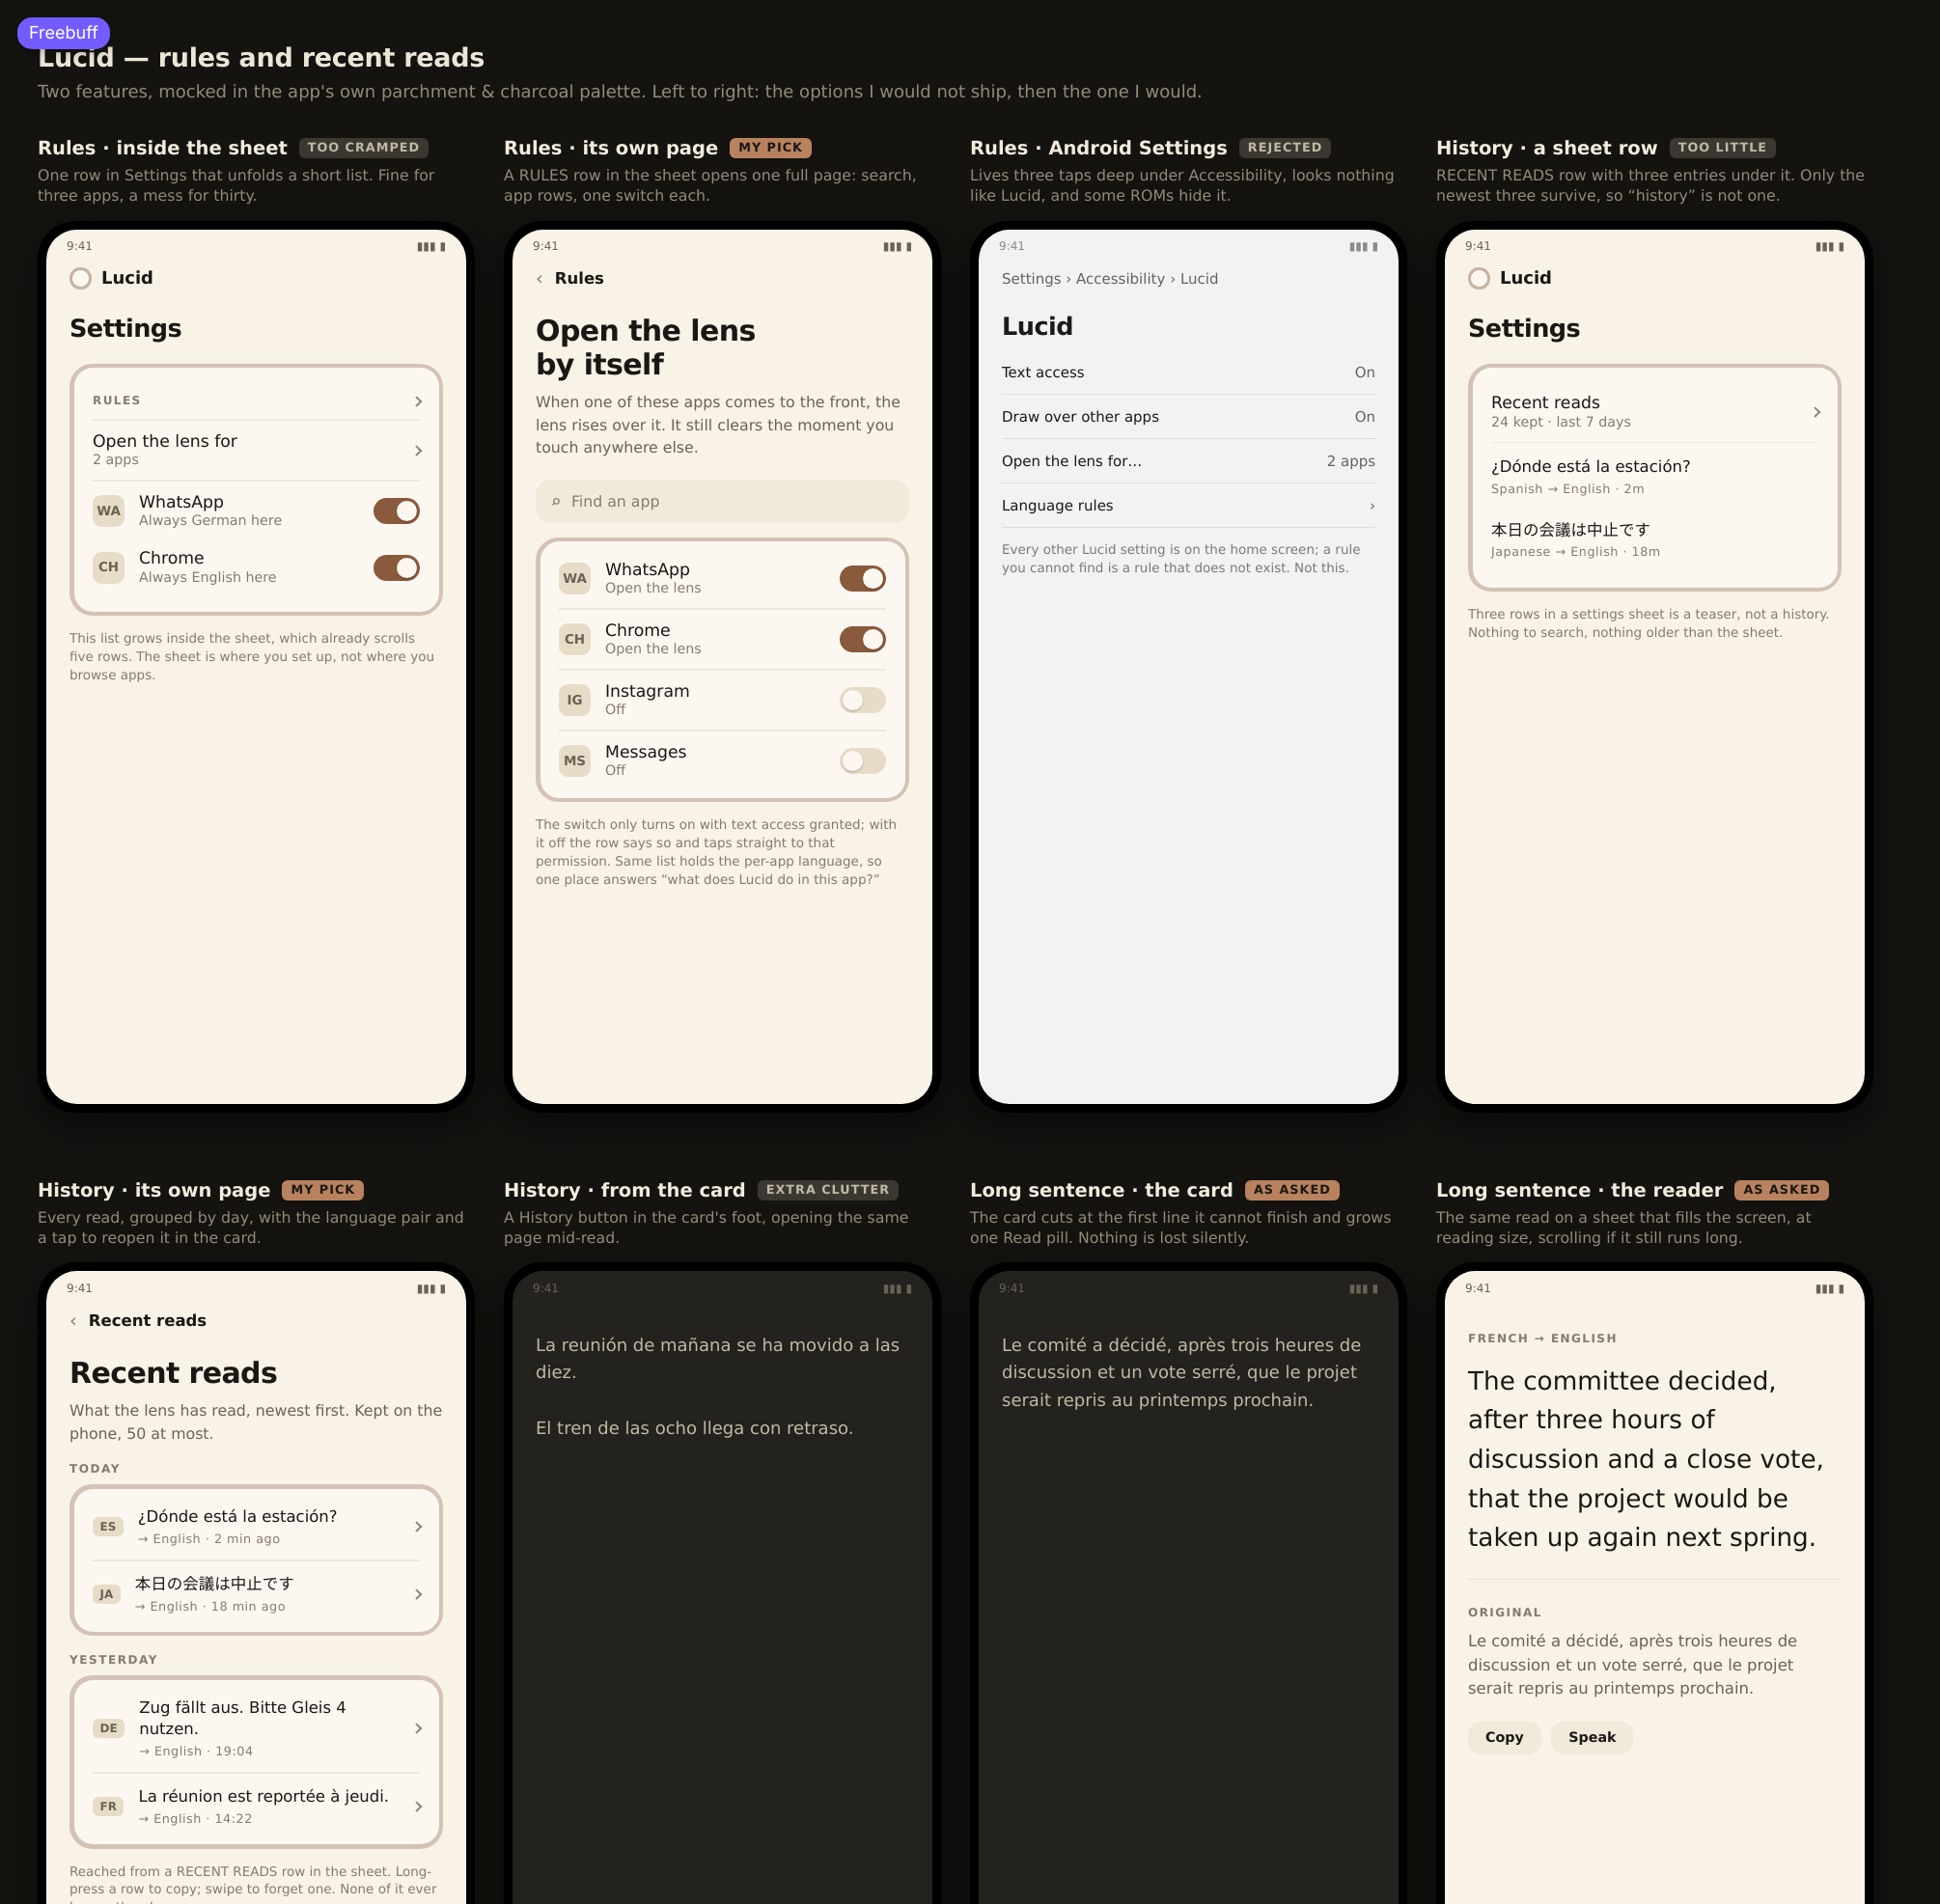 Freebuff
Lucid — rules and recent reads
Two features, mocked in the app's own parchment & charcoal palette. Left to right: the options I would not ship, then the one I would.
Rules · inside the sheet TOO CRAMPED
One row in Settings that unfolds a short list. Fine for
three apps, a mess for thirty.
9:41
Lucid
Settings
RULES
Open the lens for
2 apps
WA WhatsApp
Always German here
CH Chrome
Always English here
This list grows inside the sheet, which already scrolls
five rows. The sheet is where you set up, not where you
browse apps.
Rules · its own page MY PICK
A RULES row in the sheet opens one full page: search,
app rows, one switch each.
9:41
‹ Rules
Open the lens
by itself
When one of these apps comes to the front, the
lens rises over it. It still clears the moment you
touch anywhere else.
Find an app
WA WhatsApp
Open the lens
CH Chrome
Open the lens
IG Instagram
Off
MS Messages
Off
The switch only turns on with text access granted; with
it off the row says so and taps straight to that
permission. Same list holds the per-app language, so
one place answers “what does Lucid do in this app?”
Rules · Android Settings REJECTED
Lives three taps deep under Accessibility, looks nothing
like Lucid, and some ROMs hide it.
9:41
Settings › Accessibility › Lucid
Lucid
Text access On
Draw over other apps On
Open the lens for… 2 apps
Language rules ›
Every other Lucid setting is on the home screen; a rule
you cannot find is a rule that does not exist. Not this.
History · a sheet row TOO LITTLE
RECENT READS row with three entries under it. Only the
newest three survive, so “history” is not one.
9:41
Lucid
Settings
Recent reads
24 kept · last 7 days
¿Dónde está la estación?
Spanish → English · 2m
本日の会議は中止です
Japanese → English · 18m
Three rows in a settings sheet is a teaser, not a history.
Nothing to search, nothing older than the sheet.
History · its own page MY PICK
Every read, grouped by day, with the language pair and
a tap to reopen it in the card.
9:41
‹ Recent reads
Recent reads
What the lens has read, newest first. Kept on the
phone, 50 at most.
TODAY
ES ¿Dónde está la estación?
→ English · 2 min ago
JA 本日の会議は中止です
→ English · 18 min ago
YESTERDAY
DE Zug fällt aus. Bitte Gleis 4
nutzen.
→ English · 19:04
FR La réunion est reportée à jeudi.
→ English · 14:22
Reached from a RECENT READS row in the sheet. Long-
press a row to copy; swipe to forget one. None of it ever
History · from the card EXTRA CLUTTER
A History button in the card's foot, opening the same
page mid-read.
9:41
La reunión de mañana se ha movido a las
diez.
El tren de las ocho llega con retraso.
Long sentence · the card AS ASKED
The card cuts at the first line it cannot finish and grows
one Read pill. Nothing is lost silently.
9:41
Le comité a décidé, après trois heures de
discussion et un vote serré, que le projet
serait repris au printemps prochain.
Long sentence · the reader AS ASKED
The same read on a sheet that fills the screen, at
reading size, scrolling if it still runs long.
9:41
FRENCH → ENGLISH
The committee decided,
after three hours of
discussion and a close vote,
that the project would be
taken up again next spring.
ORIGINAL
Le comité a décidé, après trois heures de
discussion et un vote serré, que le projet
serait repris au printemps prochain.
Copy Speak